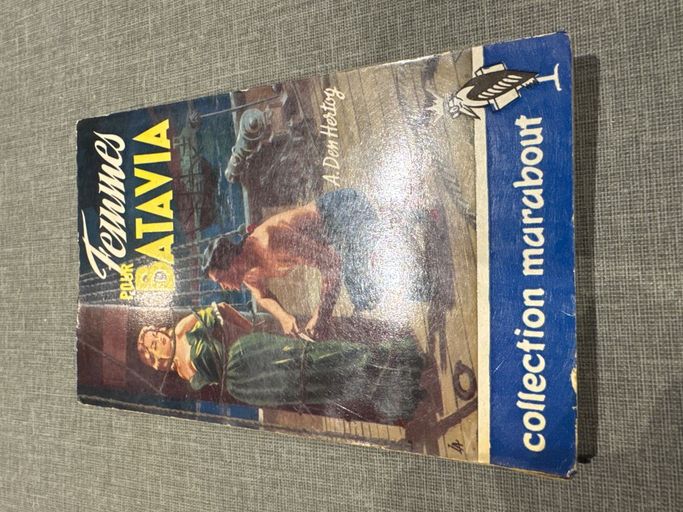 Femmes
POUR
BATAVIA
A. Den Hertog
collection marabout